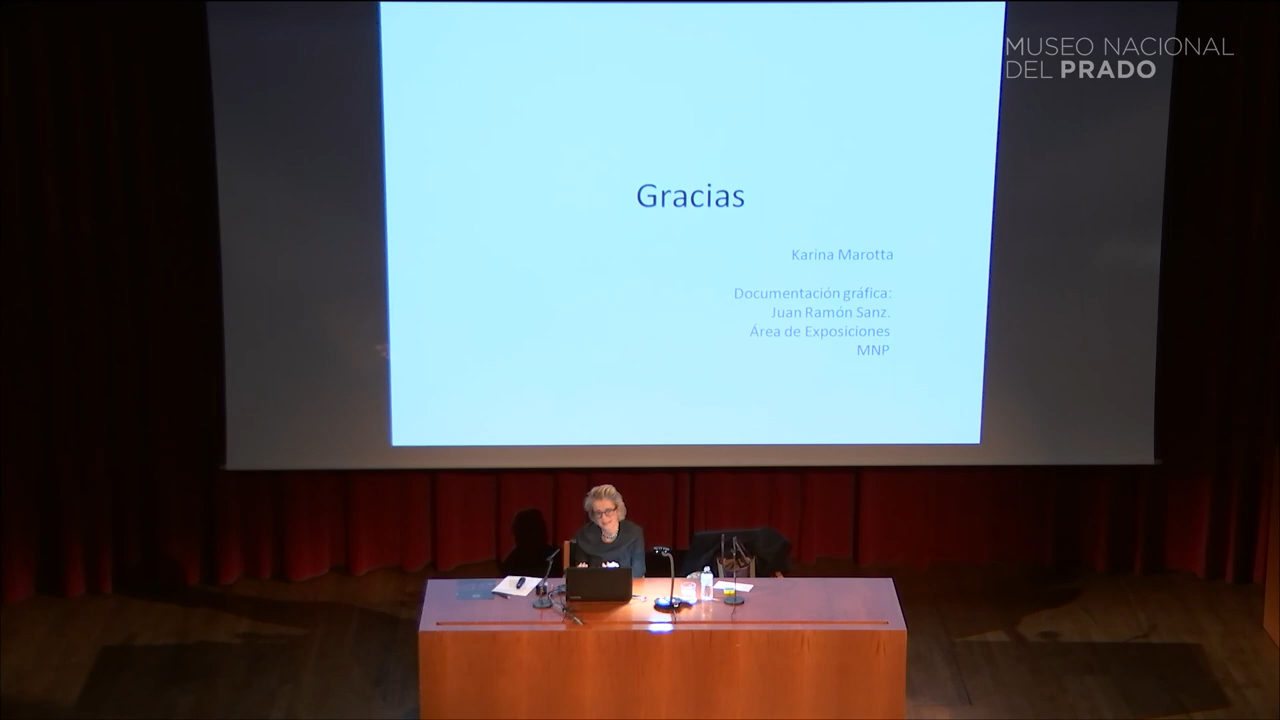 MUSEO NACIONAL
DEL PRADO
Gracias
Karina Marotta
Documentación gráfica:
Juan Ramón Sanz.
Área de Exposiciones
MNP